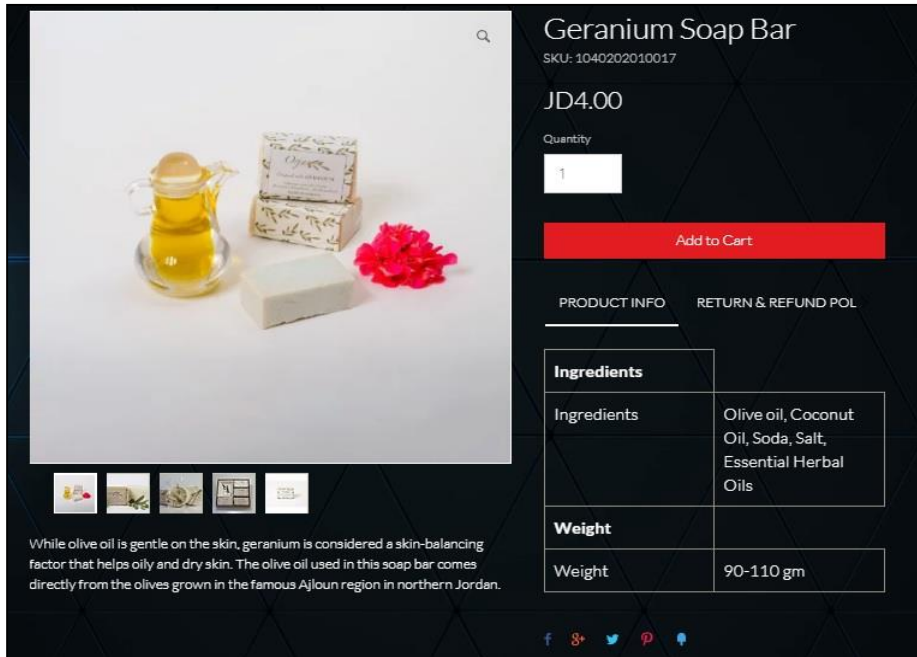 Geranium Soap Bar
SKU: 1040202010017
JD4.00
Quantity
1
Add to Cart
PRODUCT INFO RETURN & REFUND POL
Ingredients
Ingredients Olive oil, Coconut
Oil, Soda, Salt,
Essential Herbal
Oils
Weight
Weight 90-110 gm
While olive oil is gentle on the skin, geranium is considered a skin-balancing
factor that helps oily and dry skin. The olive oil used in this soap bar comes
directly from the olives grown in the famous Ajloun region in northern Jordan.